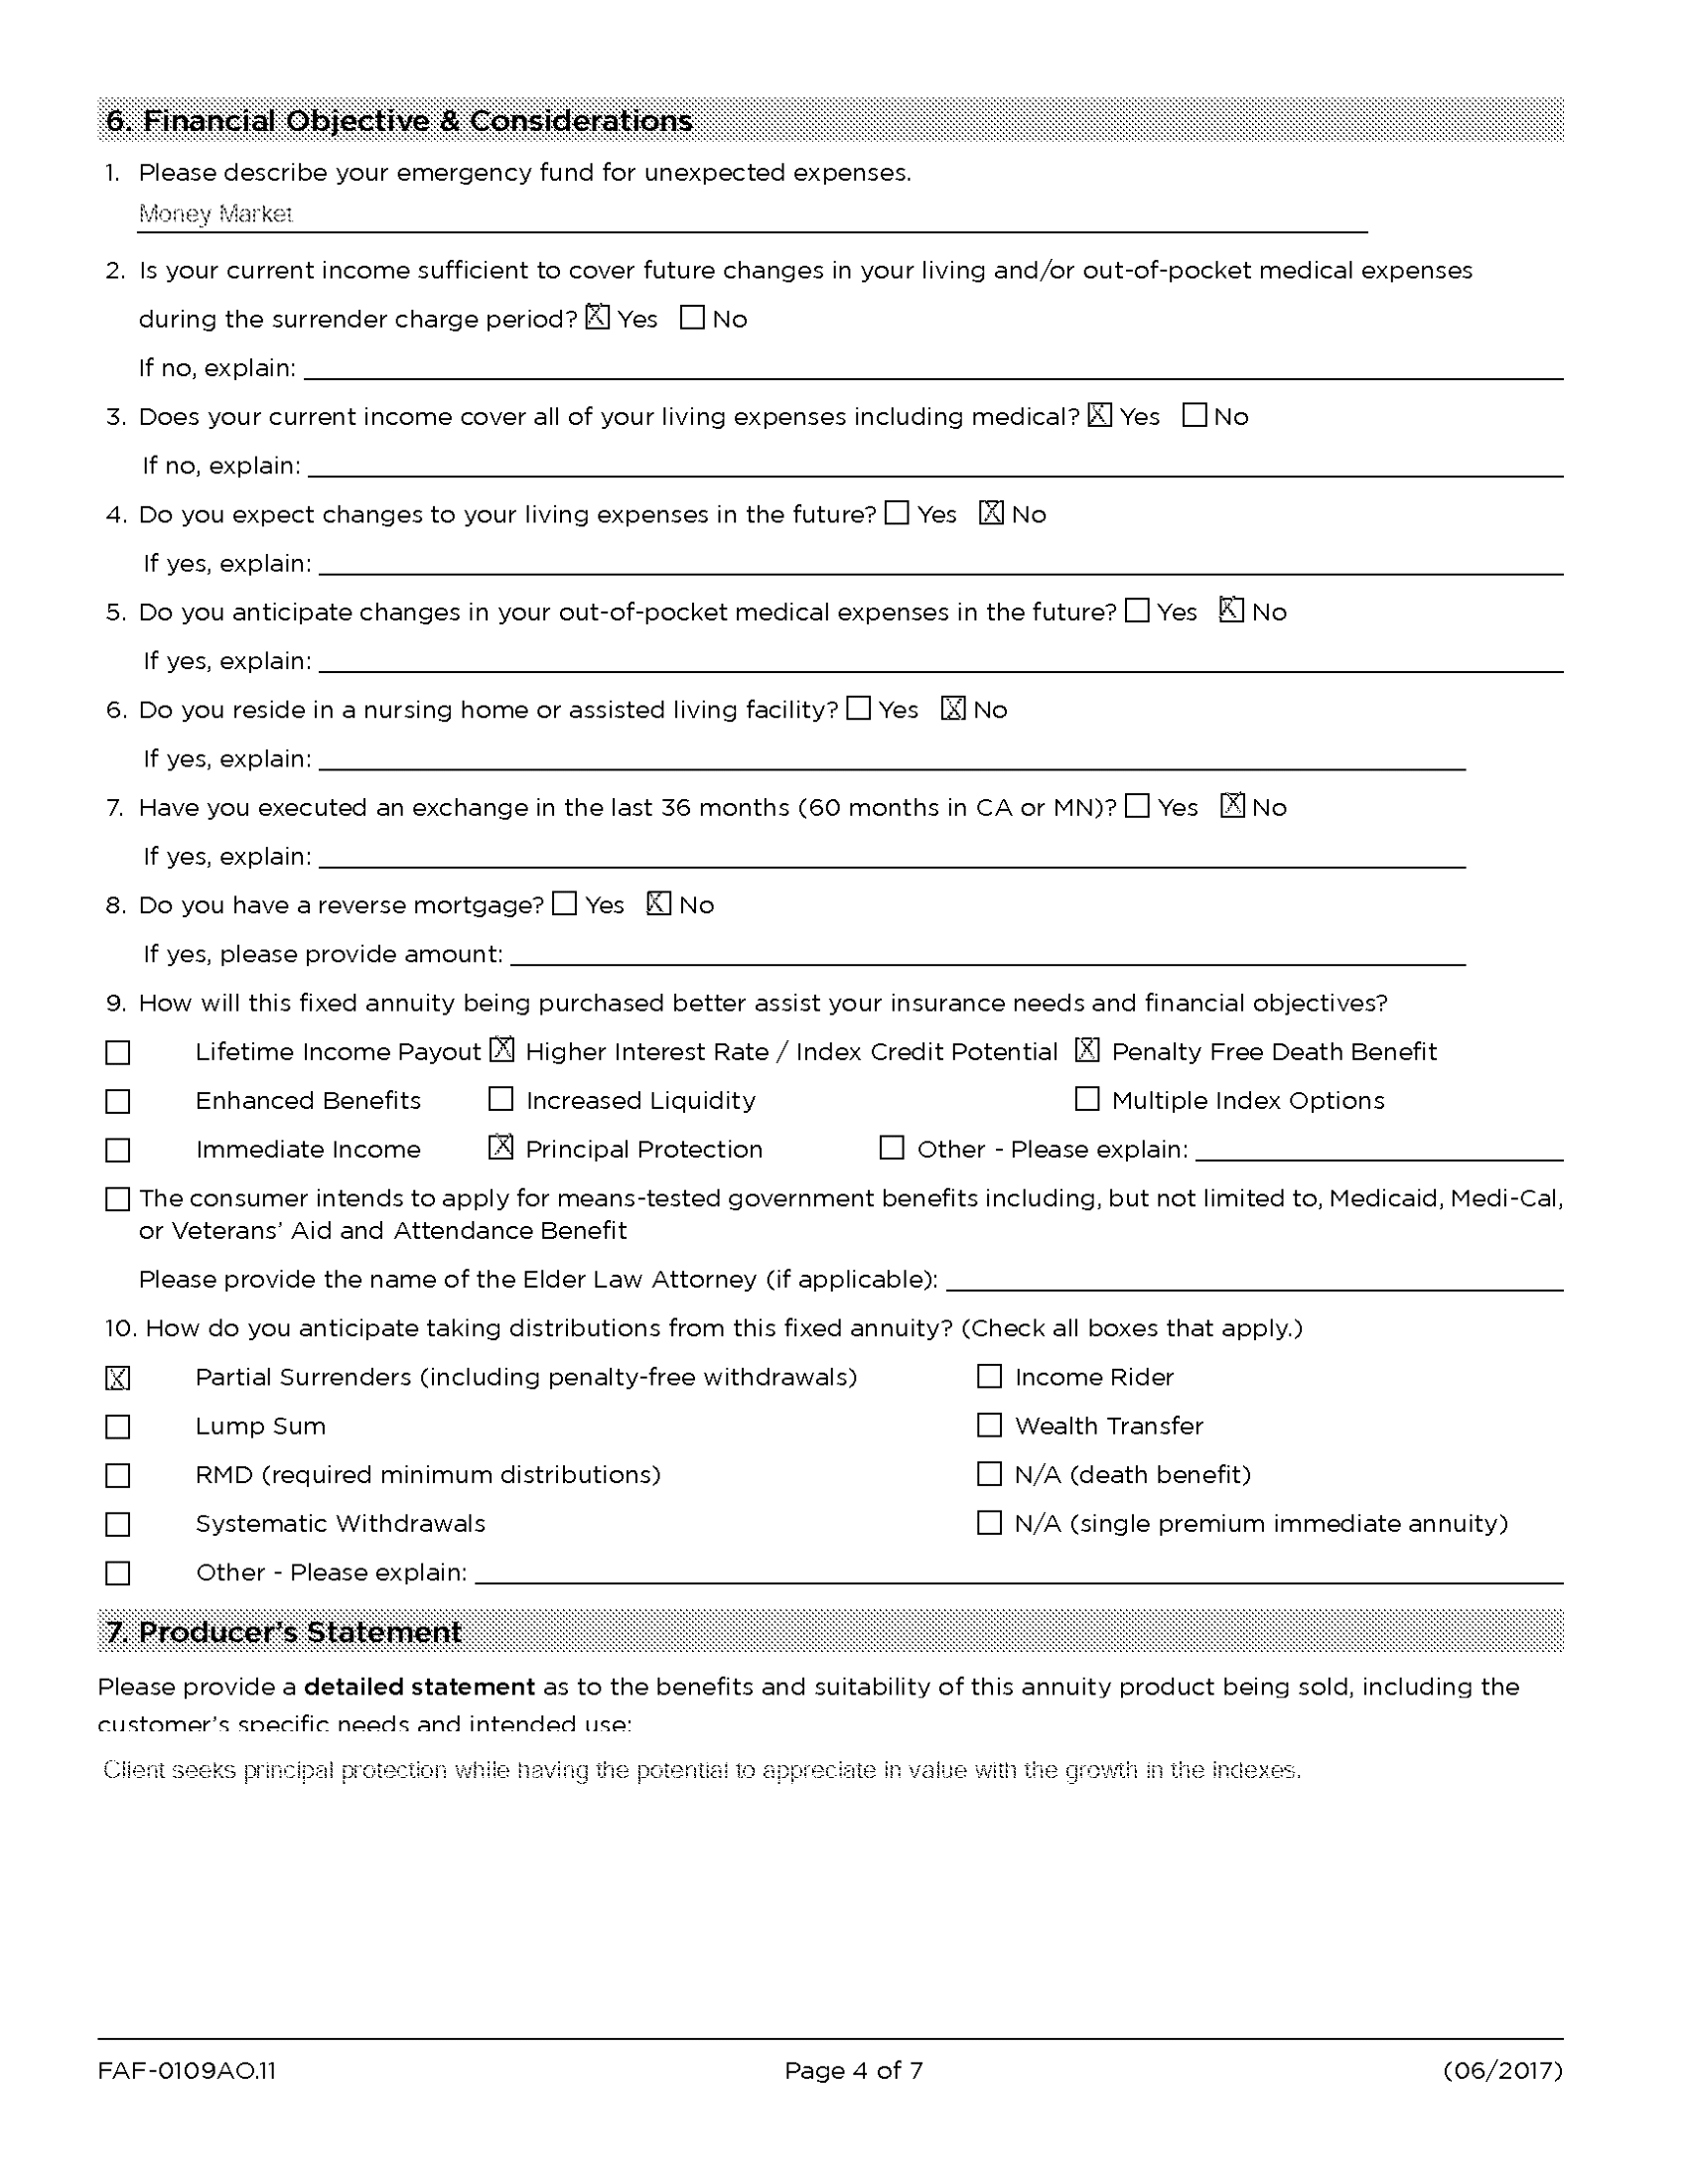 6. Financial Objective & Considerations
1. Please describe your emergency fund for unexpected expenses.
Money Market
2. Is your current income sufficient to cover future changes in your living and/or out-of-pocket medical expenses
during the surrender charge period? ☒ Yes ☐ No
If no, explain:
3. Does your current income cover all of your living expenses including medical? ☒ Yes ☐ No
If no, explain:
4. Do you expect changes to your living expenses in the future? ☐ Yes ☒ No
If yes, explain:
5. Do you anticipate changes in your out-of-pocket medical expenses in the future? ☐ Yes ☒ No
If yes, explain:
6. Do you reside in a nursing home or assisted living facility? ☐ Yes ☒ No
If yes, explain:
7. Have you executed an exchange in the last 36 months (60 months in CA or MN)? ☐ Yes ☒ No
If yes, explain:
8. Do you have a reverse mortgage? ☐ Yes ☒ No
If yes, please provide amount:
9. How will this fixed annuity being purchased better assist your insurance needs and financial objectives?
☐ Lifetime Income Payout ☒ Higher Interest Rate / Index Credit Potential ☒ Penalty Free Death Benefit
☐ Enhanced Benefits ☐ Increased Liquidity ☐ Multiple Index Options
☐ Immediate Income ☒ Principal Protection ☐ Other - Please explain:
☐ The consumer intends to apply for means-tested government benefits including, but not limited to, Medicaid, Medi-Cal,
or Veterans' Aid and Attendance Benefit
Please provide the name of the Elder Law Attorney (if applicable):
10. How do you anticipate taking distributions from this fixed annuity? (Check all boxes that apply.)
☒ Partial Surrenders (including penalty-free withdrawals) ☐ Income Rider
☐ Lump Sum ☐ Wealth Transfer
☐ RMD (required minimum distributions) ☐ N/A (death benefit)
☐ Systematic Withdrawals ☐ N/A (single premium immediate annuity)
☐ Other - Please explain:
7. Producer's Statement
Please provide a detailed statement as to the benefits and suitability of this annuity product being sold, including the
customer's specific needs and intended use:
Client seeks principal protection while having the potential to appreciate in value with the growth in the indexes.
FAF-0109AO.11 Page 4 of 7 (06/2017)